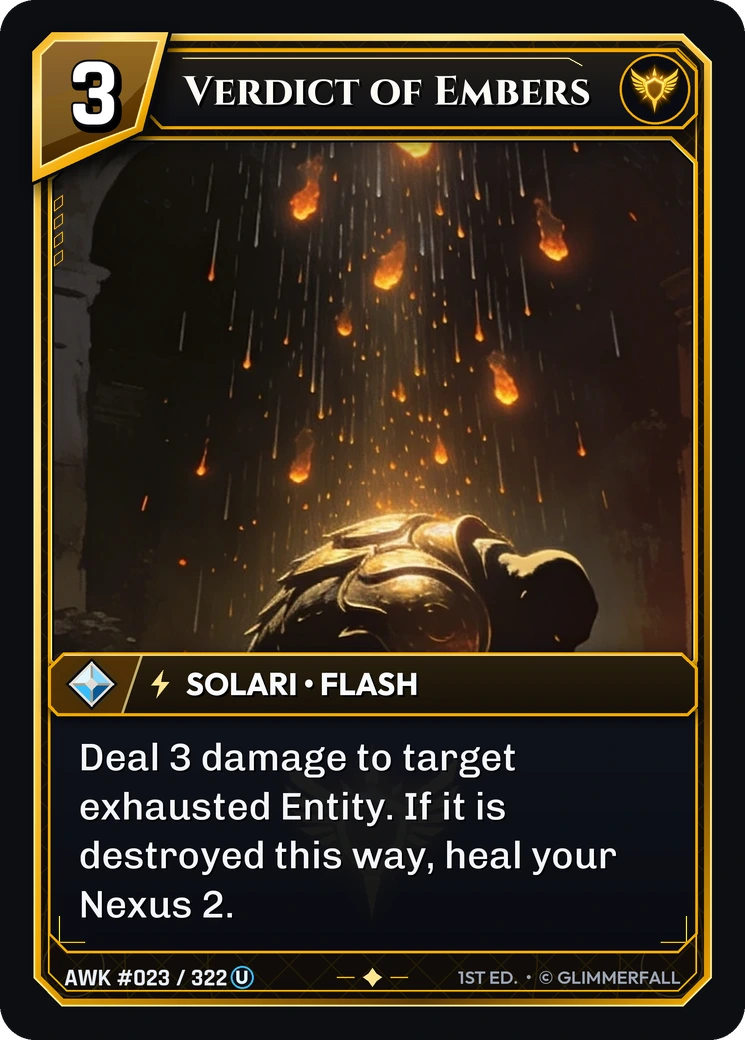 3
VERDICT OF EMBERS
SOLARI • FLASH
Deal 3 damage to target
exhausted Entity. If it is
destroyed this way, heal your
Nexus 2.
AWK #023 / 322 U
1ST ED. • © GLIMMERFALL